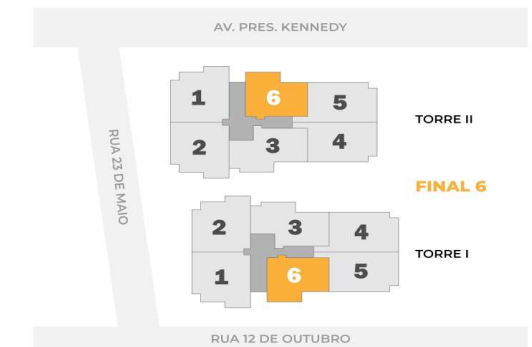 AV. PRES. KENNEDY
1
6
5
2
3
4
TORRE II
RUA 23 DE MAIO
FINAL 6
2
3
4
1
6
5
TORRE I
RUA 12 DE OUTUBRO